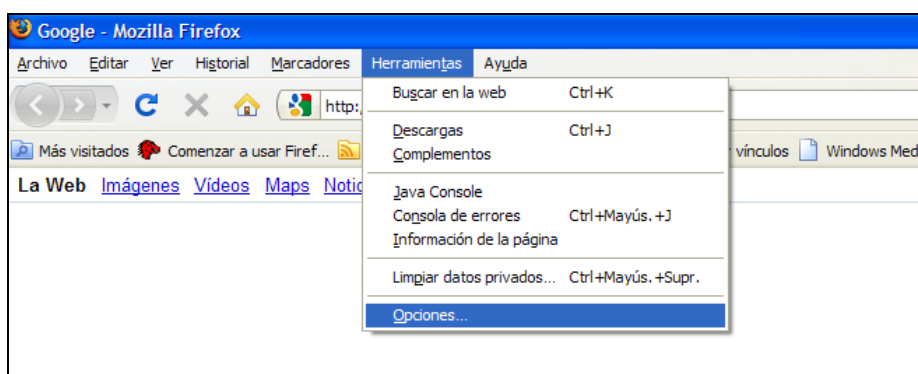 Google - Mozilla Firefox
Archivo Editar Ver Historial Marcadores Herramientas Ayuda
Buscar en la web Ctrl+K
http:
Descargas Ctrl+J
Más visitados Comenzar a usar Firef... vínculos Windows Med
Complementos
La Web Imágenes Vídeos Maps Notic
Java Console
Consola de errores Ctrl+Mayús.+J
Información de la página
Limpiar datos privados... Ctrl+Mayús.+Supr.
Opciones...